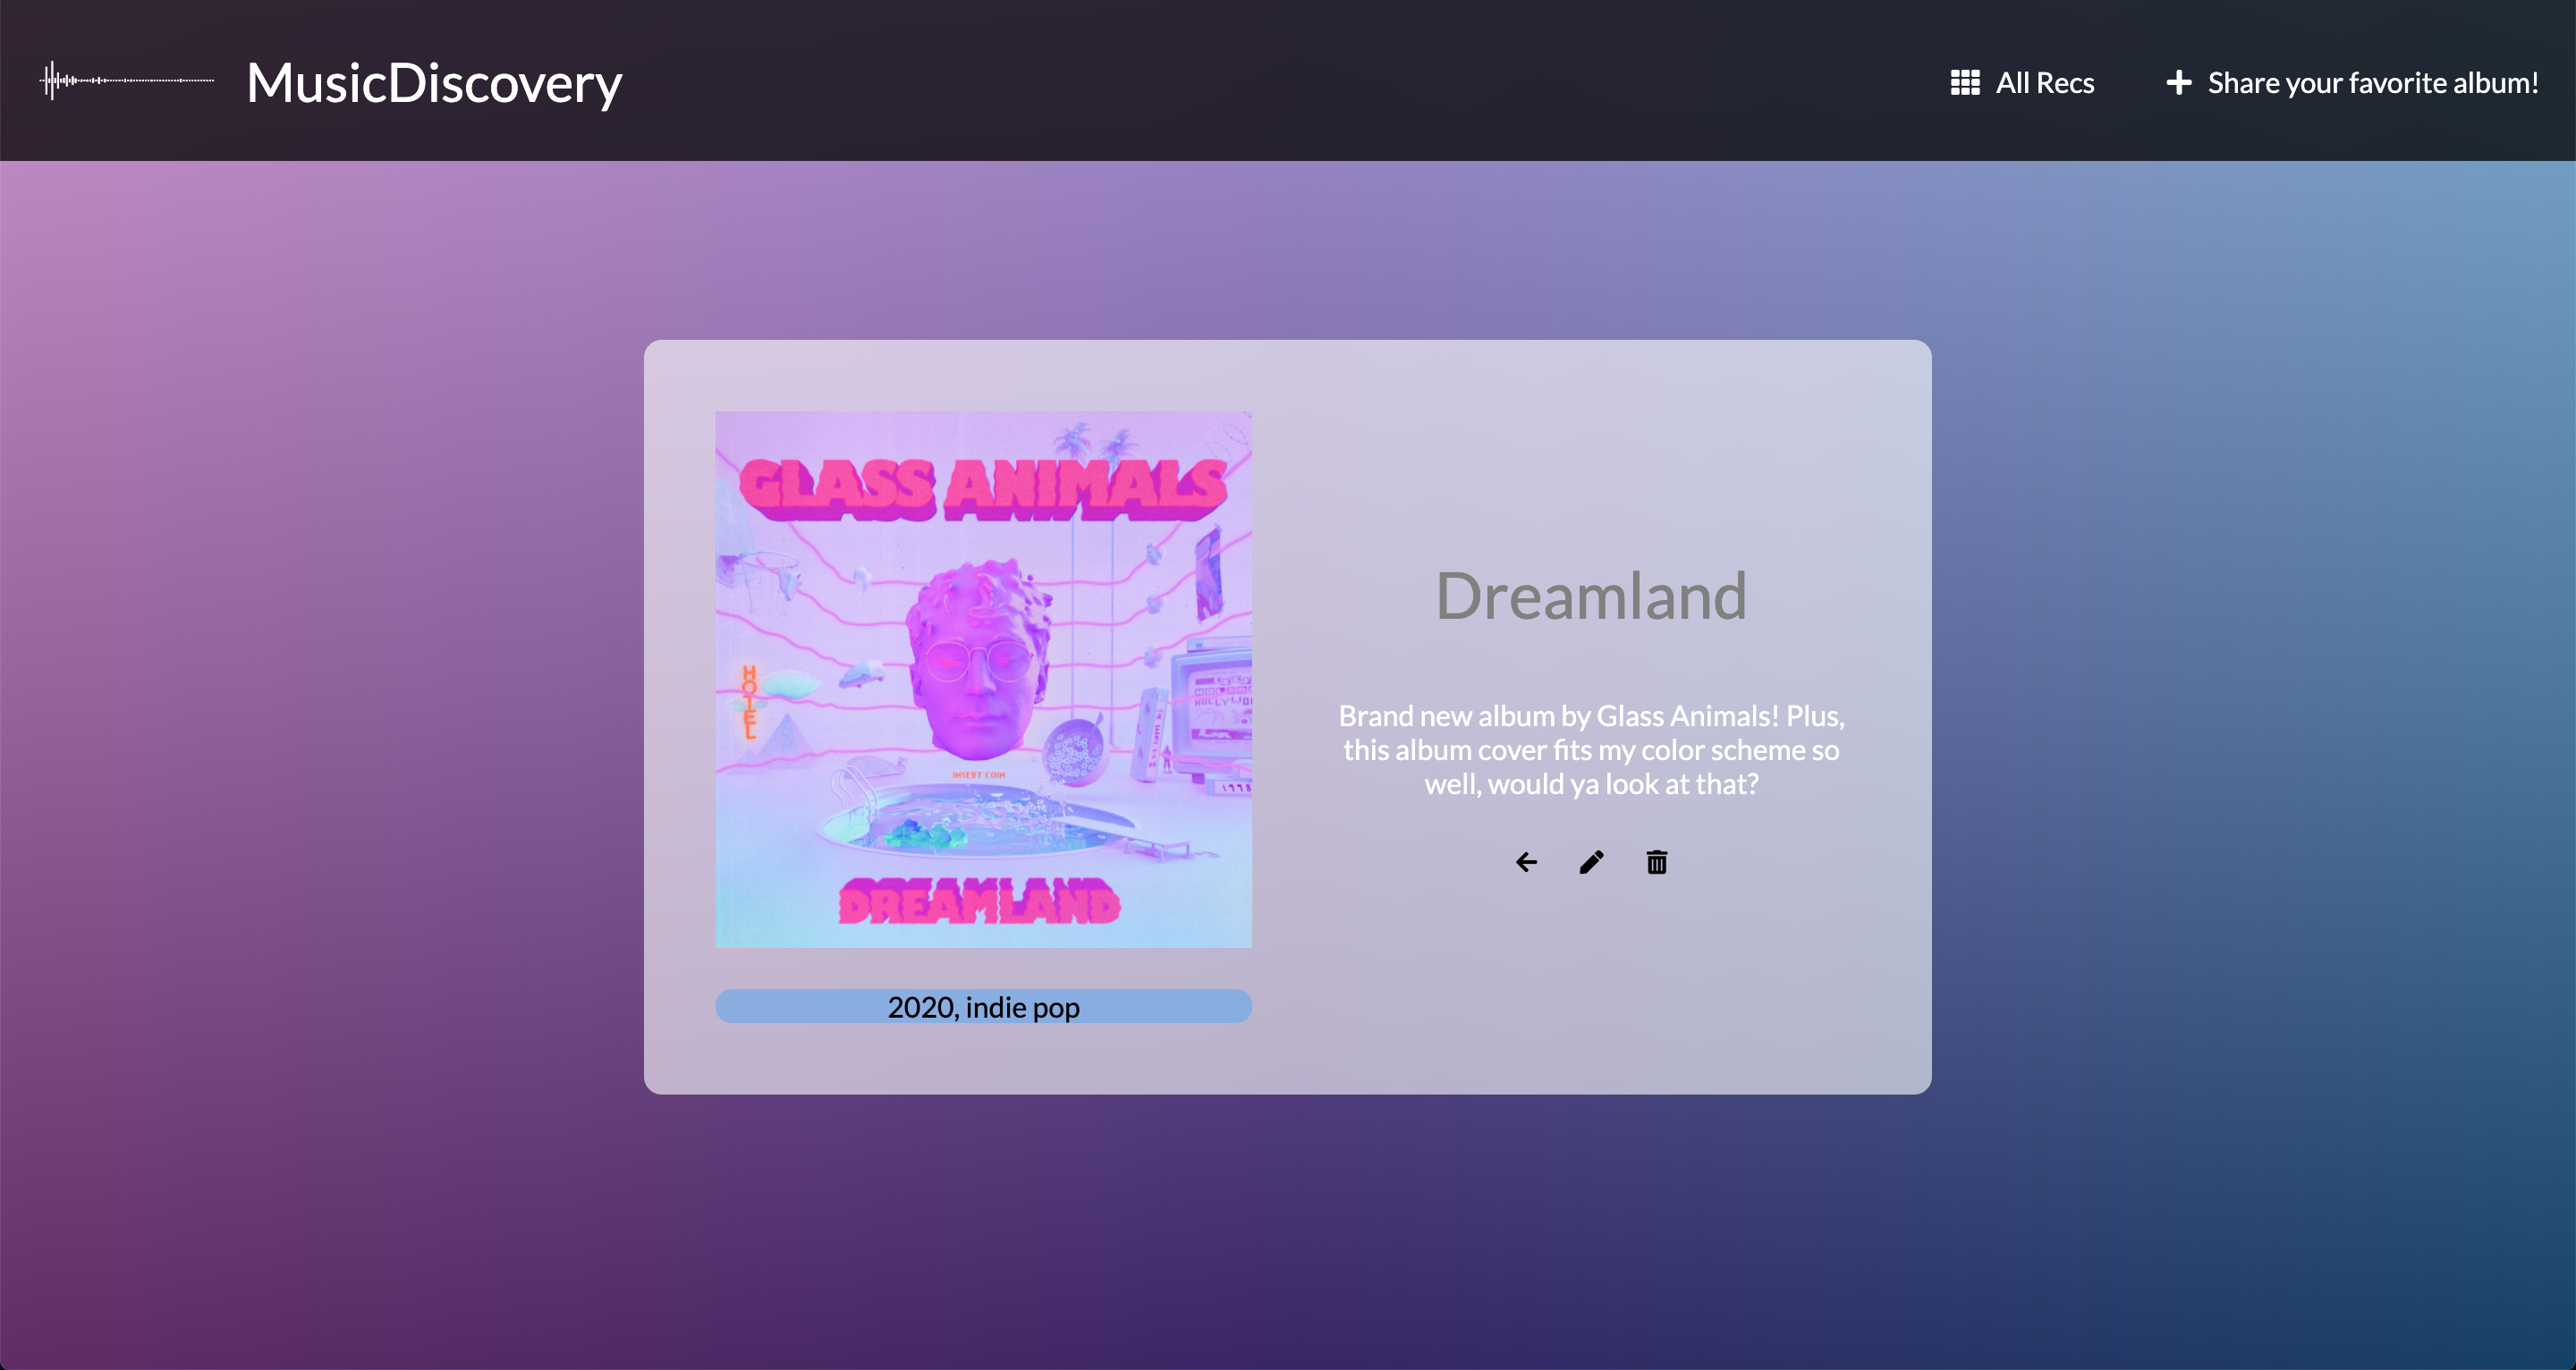 MusicDiscovery
All Recs
Share your favorite album!
GLASS ANIMALS
HOTEL
INSERT COIN
DREAMLAND
2020, indie pop
Dreamland
Brand new album by Glass Animals! Plus,
this album cover fits my color scheme so
well, would ya look at that?